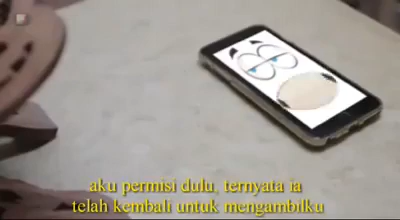 aku permisi dulu, ternyata ia
telah kembali untuk mengambilku